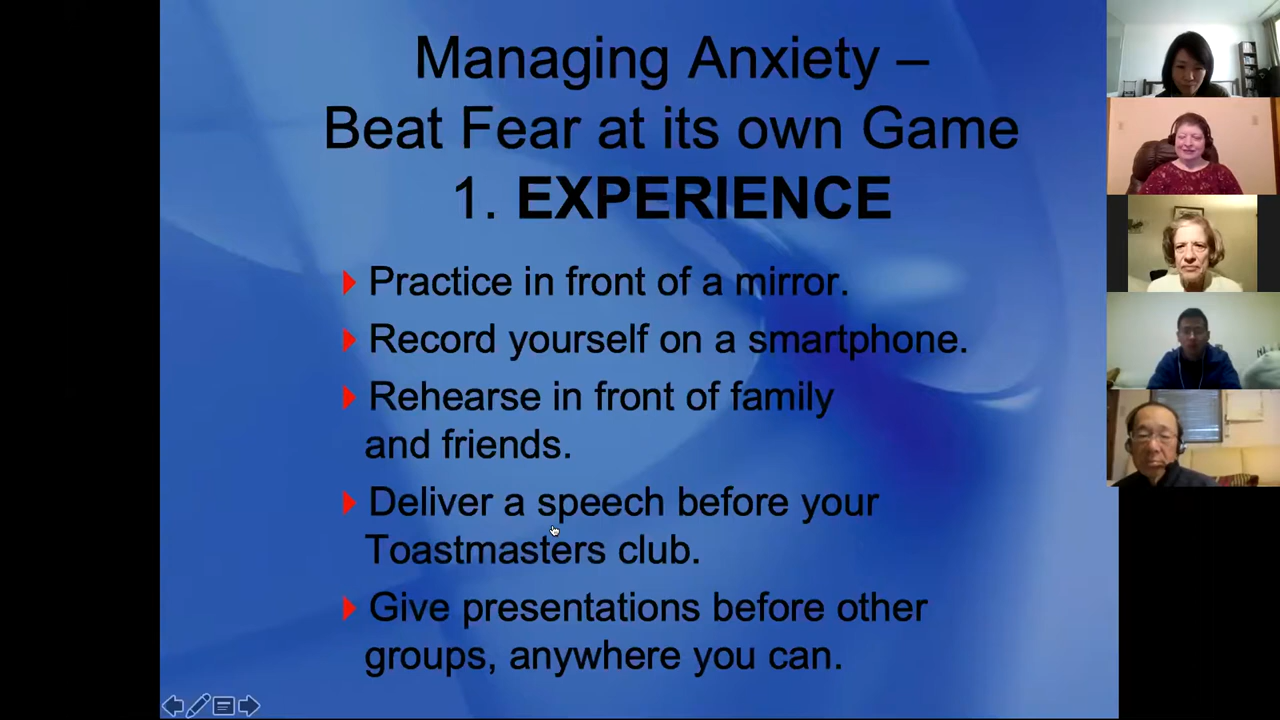 Managing Anxiety –
Beat Fear at its own Game
1. EXPERIENCE
Practice in front of a mirror.
Record yourself on a smartphone.
Rehearse in front of family
and friends.
Deliver a speech before your
Toastmasters club.
Give presentations before other
groups, anywhere you can.